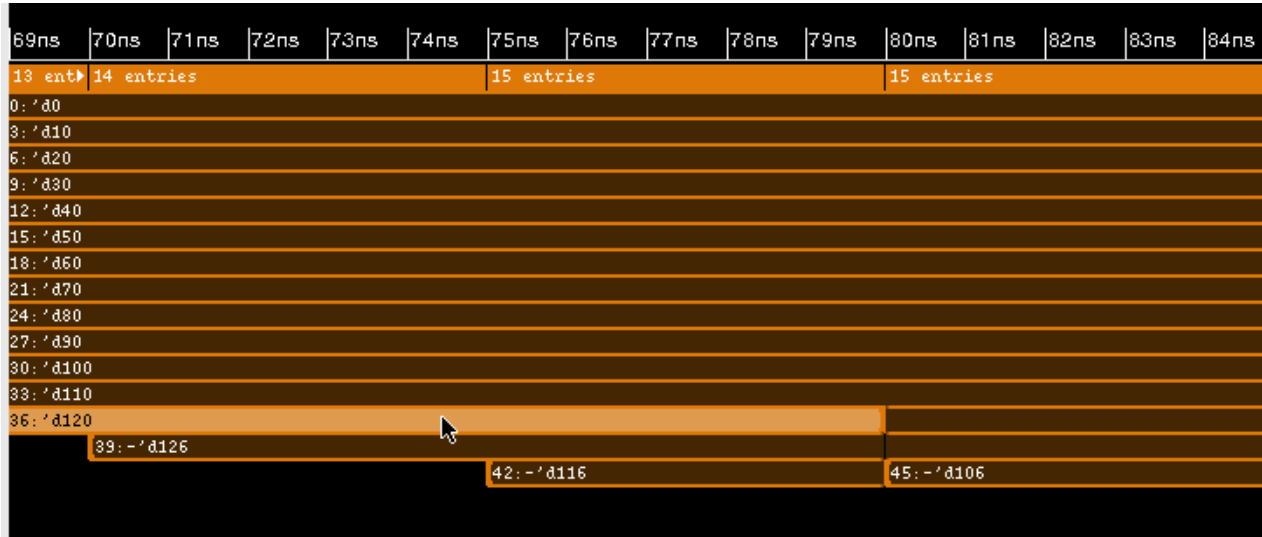 69ns 70ns 71ns 72ns 73ns 74ns 75ns 76ns 77ns 78ns 79ns 80ns 81ns 82ns 83ns 84ns
13 ent 14 entries 15 entries 15 entries
0:'d0
3:'d10
6:'d20
9:'d30
12:'d40
15:'d50
18:'d60
21:'d70
24:'d80
27:'d90
30:'d100
33:'d110
36:'d120
39:-'d126
42:-'d116 45:-'d106